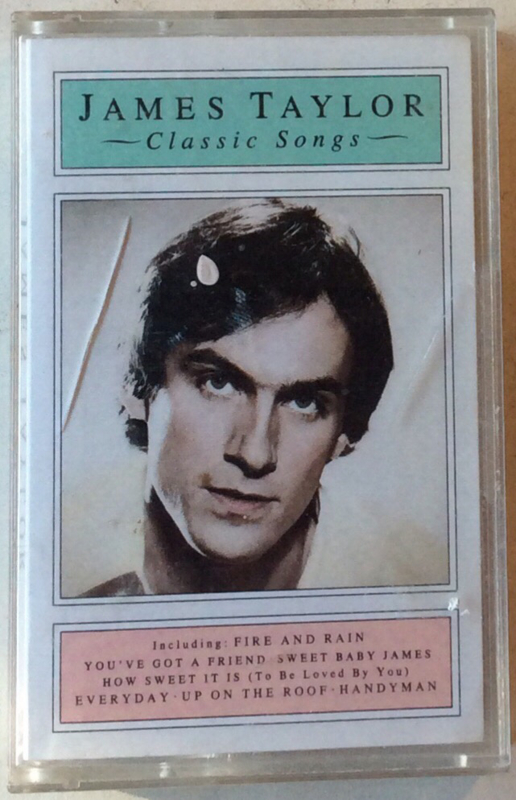 JAMES TAYLOR
Classic Songs
Including: FIRE AND RAIN
YOU'VE GOT A FRIEND · SWEET BABY JAMES
HOW SWEET IT IS (To Be Loved By You)
EVERYDAY · UP ON THE ROOF · HANDYMAN